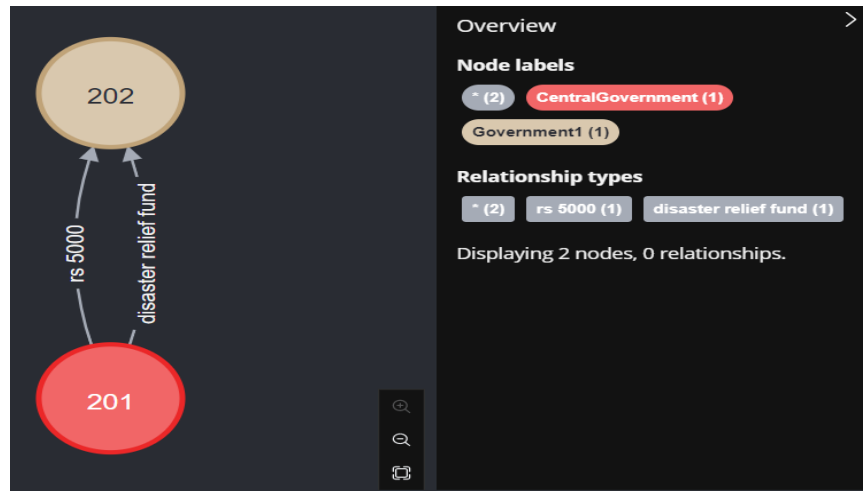 202
rs 5000
disaster relief fund
201
Overview
Node labels
* (2) CentralGovernment (1)
Government1 (1)
Relationship types
* (2) rs 5000 (1) disaster relief fund (1)
Displaying 2 nodes, 0 relationships.